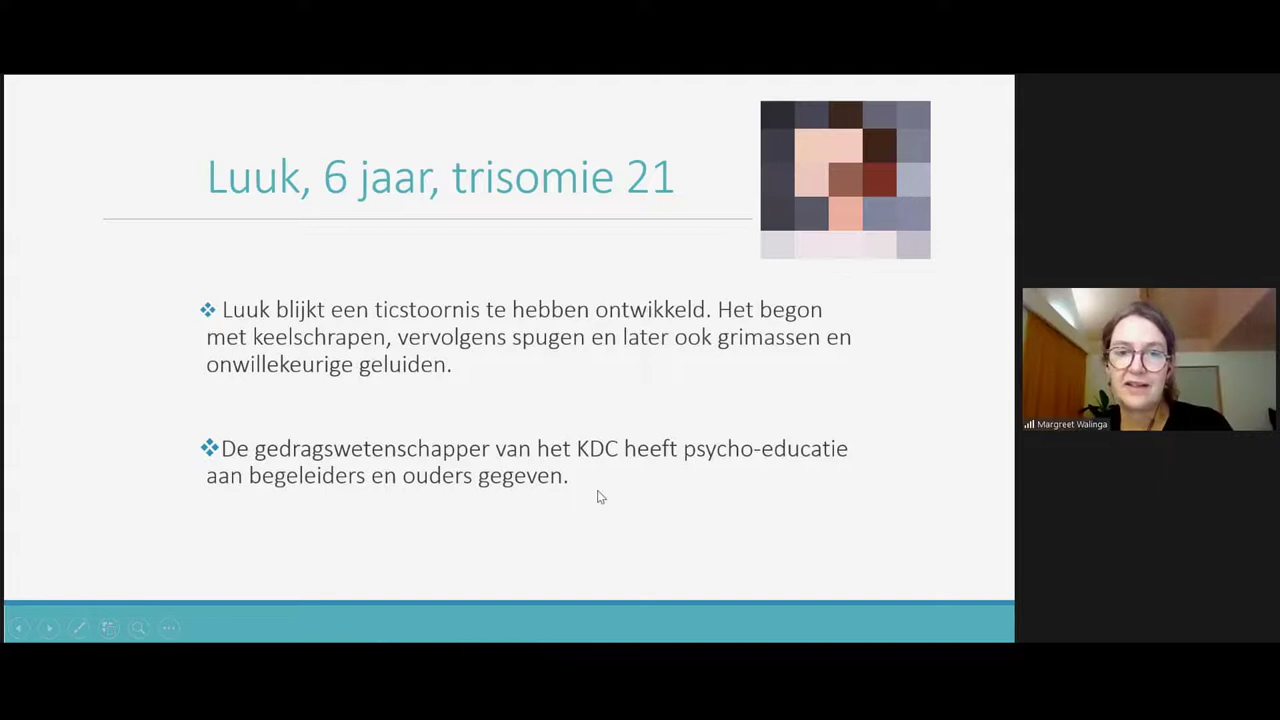 Luuk, 6 jaar, trisomie 21
Luuk blijkt een ticstoornis te hebben ontwikkeld. Het begon
met keelschrapen, vervolgens spugen en later ook grimassen en
onwillekeurige geluiden.
De gedragswetenschapper van het KDC heeft psycho-educatie
aan begeleiders en ouders gegeven.
Margreet Walinga